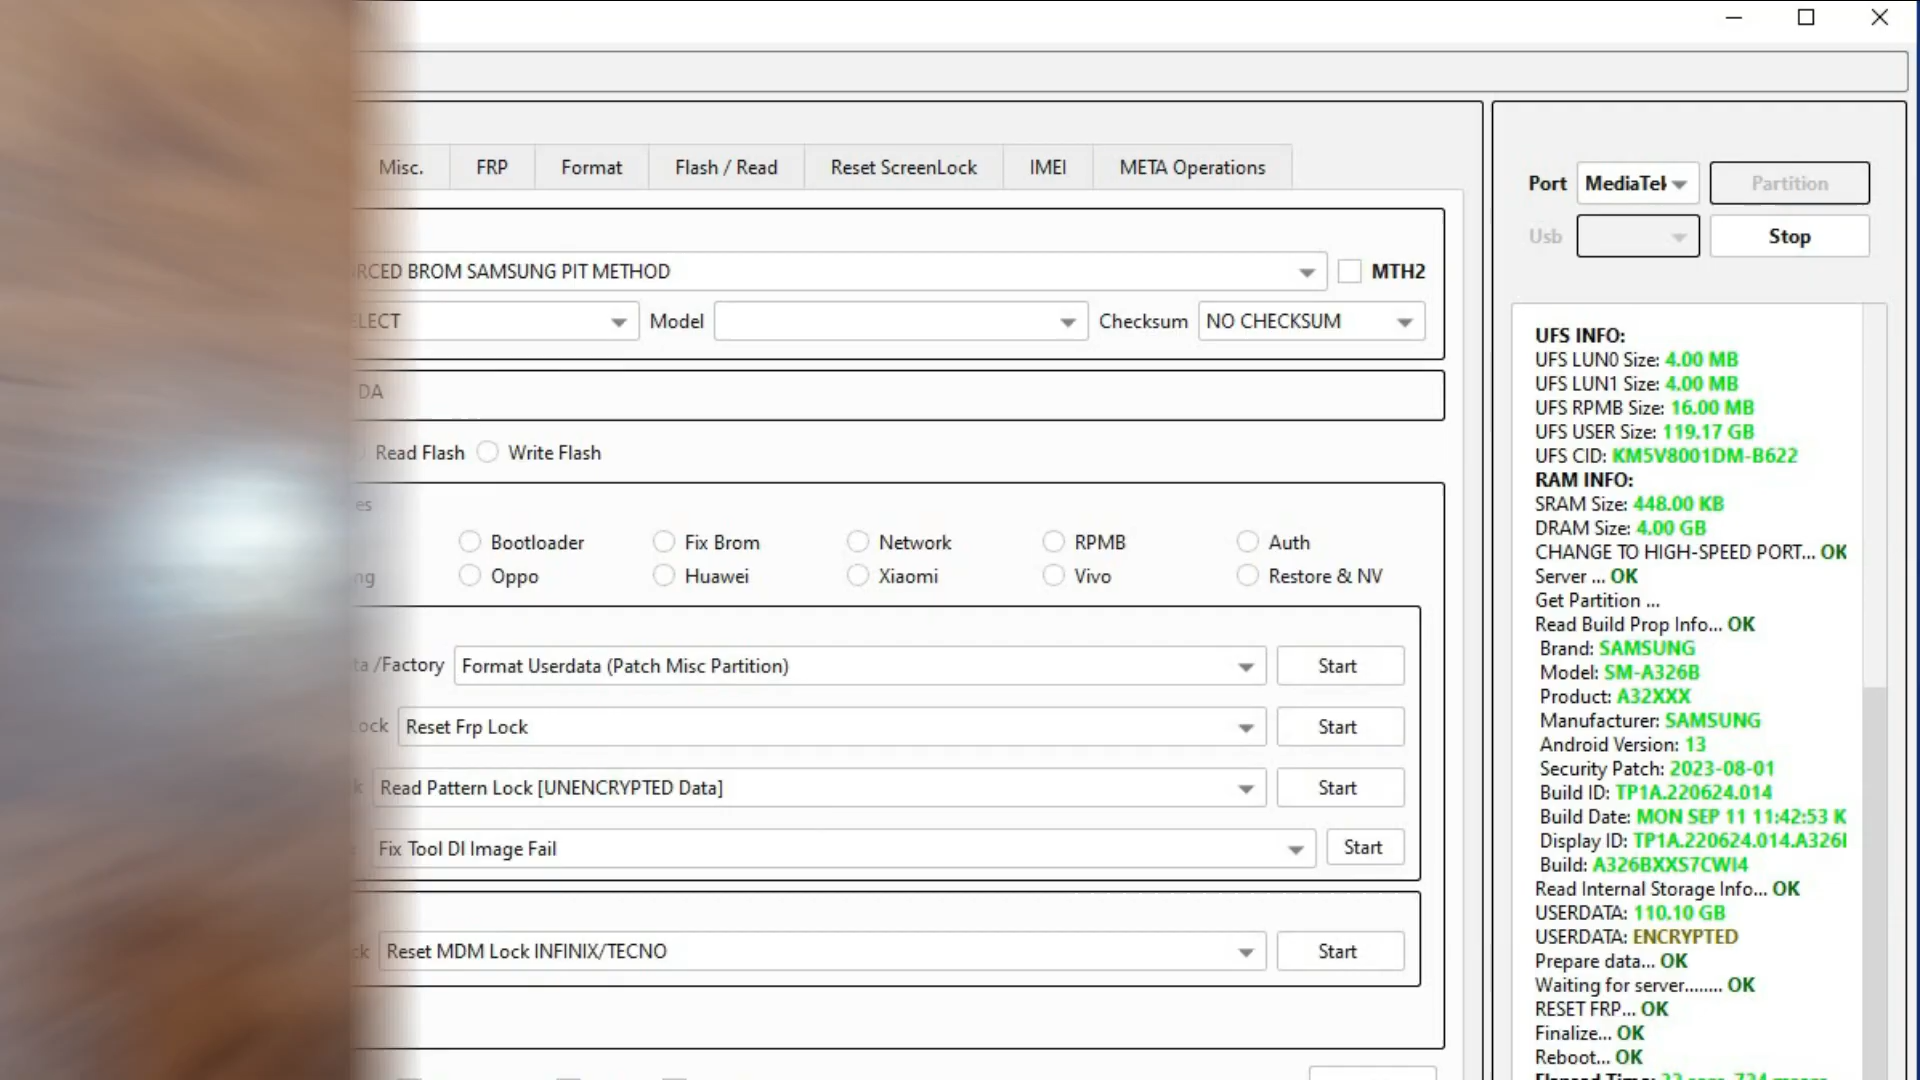 Misc. FRP Format Flash / Read Reset ScreenLock IMEI META Operations
RCED BROM SAMSUNG PIT METHOD MTH2
ELECT Model Checksum NO CHECKSUM
DA
Read Flash Write Flash
es
Bootloader Fix Brom Network RPMB Auth
ng Oppo Huawei Xiaomi Vivo Restore & NV
ta /Factory Format Userdata (Patch Misc Partition) Start
Lock Reset Frp Lock Start
k Read Pattern Lock [UNENCRYPTED Data] Start
Fix Tool Dl Image Fail Start
ck Reset MDM Lock INFINIX/TECNO Start
Port MediaTek Partition
Usb Stop
UFS INFO:
UFS LUN0 Size: 4.00 MB
UFS LUN1 Size: 4.00 MB
UFS RPMB Size: 16.00 MB
UFS USER Size: 119.17 GB
UFS CID: KM5V8001DM-B622
RAM INFO:
SRAM Size: 448.00 KB
DRAM Size: 4.00 GB
CHANGE TO HIGH-SPEED PORT... OK
Server ... OK
Get Partition ...
Read Build Prop Info... OK
Brand: SAMSUNG
Model: SM-A326B
Product: A32XXX
Manufacturer: SAMSUNG
Android Version: 13
Security Patch: 2023-08-01
Build ID: TP1A.220624.014
Build Date: MON SEP 11 11:42:53 K
Display ID: TP1A.220624.014.A326
Build: A326BXXS7CWI4
Read Internal Storage Info... OK
USERDATA: 110.10 GB
USERDATA: ENCRYPTED
Prepare data... OK
Waiting for server........ OK
RESET FRP... OK
Finalize... OK
Reboot... OK
Elapsed Time: